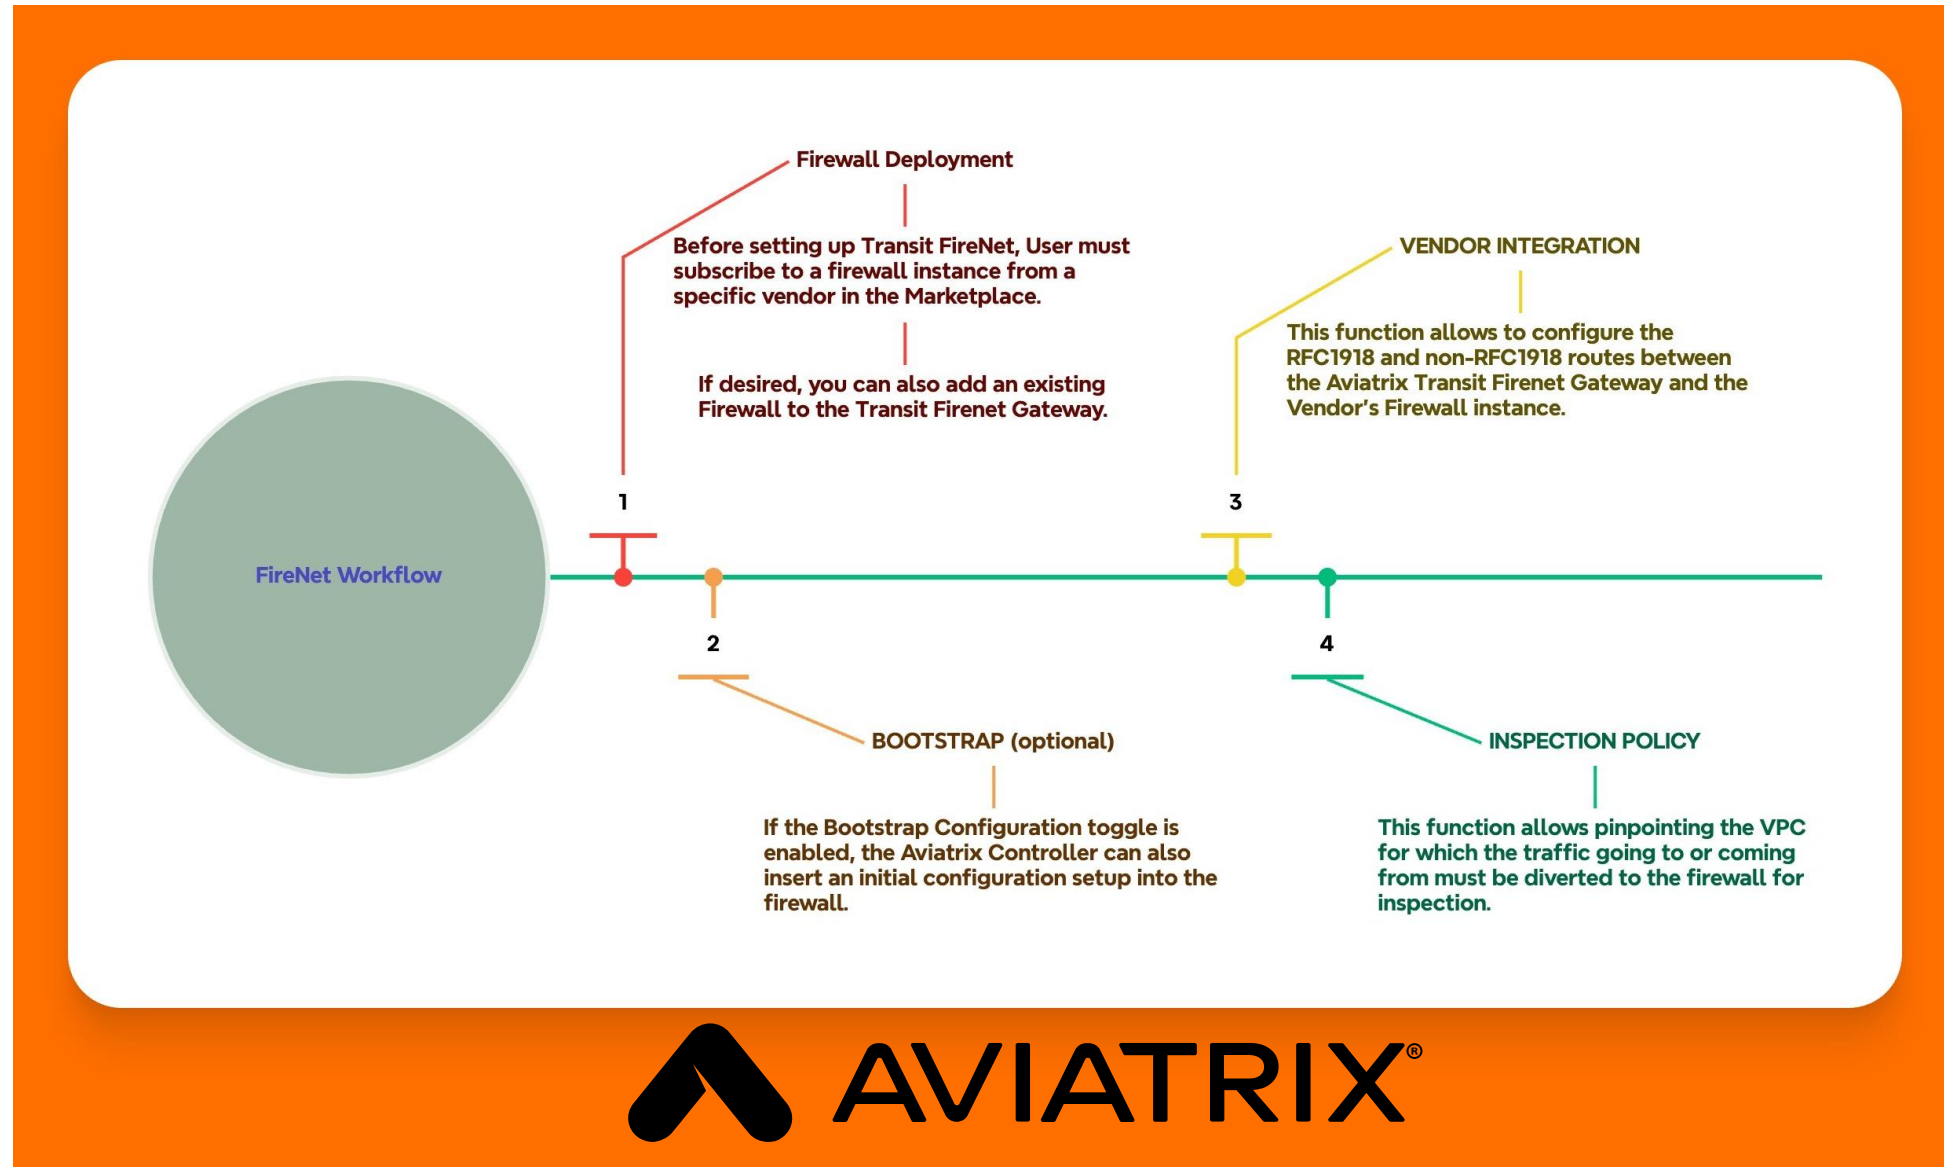 FireNet Workflow
1
Firewall Deployment
Before setting up Transit FireNet, User must
subscribe to a firewall instance from a
specific vendor in the Marketplace.
If desired, you can also add an existing
Firewall to the Transit Firenet Gateway.
2
BOOTSTRAP (optional)
If the Bootstrap Configuration toggle is
enabled, the Aviatrix Controller can also
insert an initial configuration setup into the
firewall.
3
VENDOR INTEGRATION
This function allows to configure the
RFC1918 and non-RFC1918 routes between
the Aviatrix Transit Firenet Gateway and the
Vendor's Firewall instance.
4
INSPECTION POLICY
This function allows pinpointing the VPC
for which the traffic going to or coming
from must be diverted to the firewall for
inspection.
AVIATRIX®